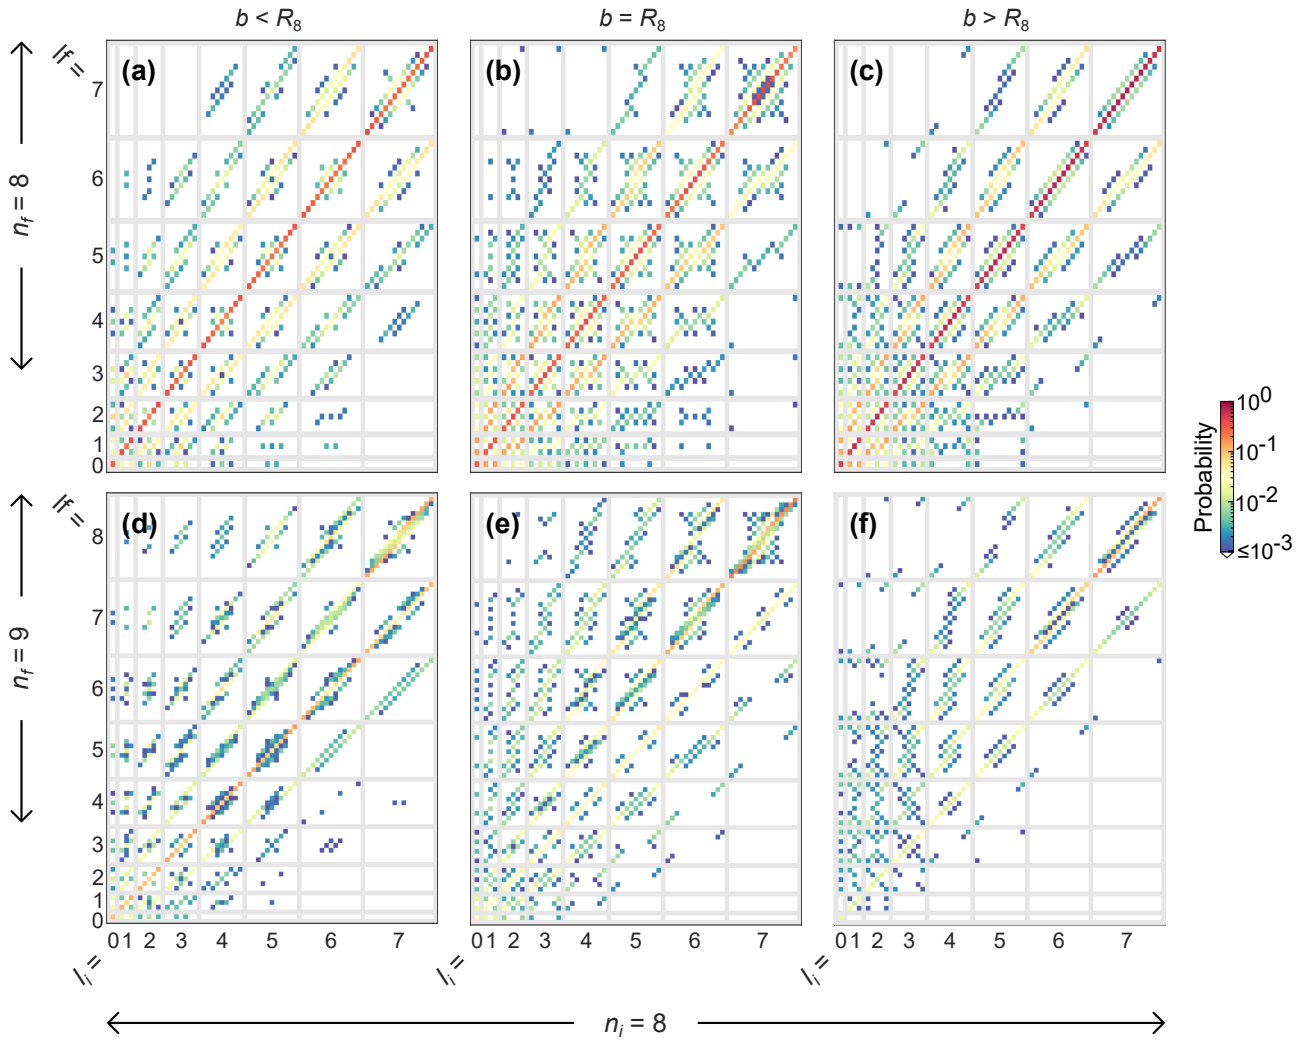 b < R8 b = R8 b > R8
lf =
(a) (b) (c)
7
6
5
4
3
2
1
0
nf = 8
Probability
10^0
10^-1
10^-2
≤10^-3
lf =
(d) (e) (f)
8
7
6
5
4
3
2
1
0
nf = 9
0 1 2 3 4 5 6 7 0 1 2 3 4 5 6 7 0 1 2 3 4 5 6 7
li = li = li =
ni = 8